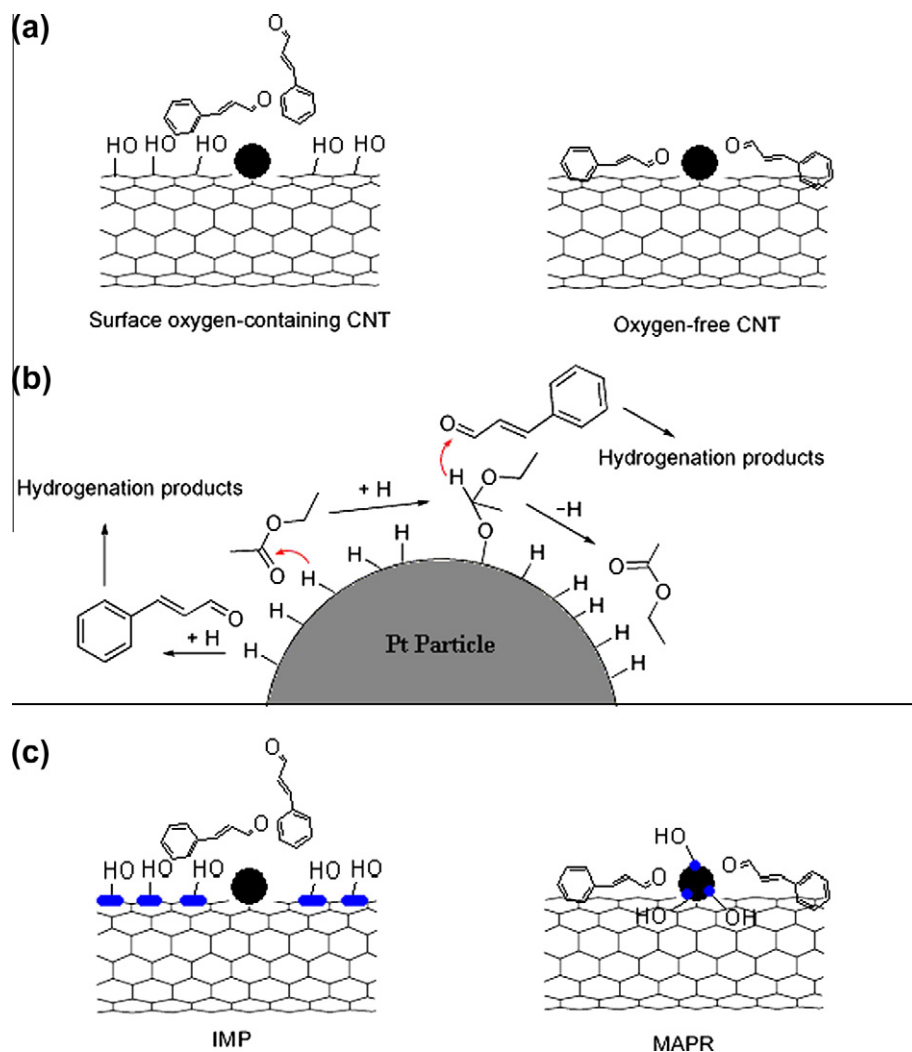 (a)
O
O
HO HO HO HO HO
O
O
O
Surface oxygen-containing CNT
Oxygen-free CNT
(b)
O
Hydrogenation products
Hydrogenation products
+ H
H
O
O
–H
O
O
O
H
H
H
H
H
O
O
+ H
H
H
H
H
H
H
Pt Particle
(c)
O
O
HO HO HO HO HO
HO
O
O
HO OH
IMP
MAPR